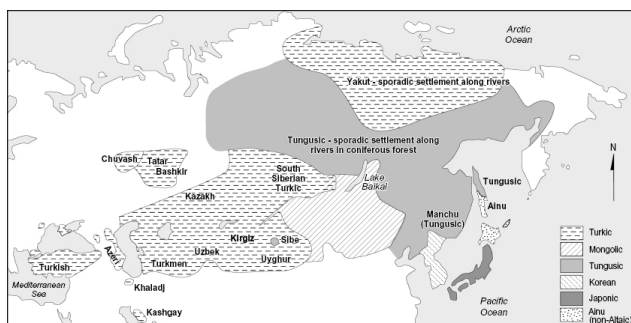 Arctic
Ocean
Yakut - sporadic settlement along rivers
Tungusic - sporadic settlement along
rivers in coniferous forest
Chuvash
Tatar
Bashkir
South
Siberian
Turkic
Lake
Baikal
Kazakh
Tungusic
N
Ainu
Manchu
(Tungusic)
Kirgiz
Sibe
Azeri
Uzbek
Turkish
Turkmen
Uyghur
Mediterranean
Sea
Khaladj
Kashgay
Pacific
Ocean
Turkic
Mongolic
Tungusic
Korean
Japonic
Ainu
(non-Altaic)